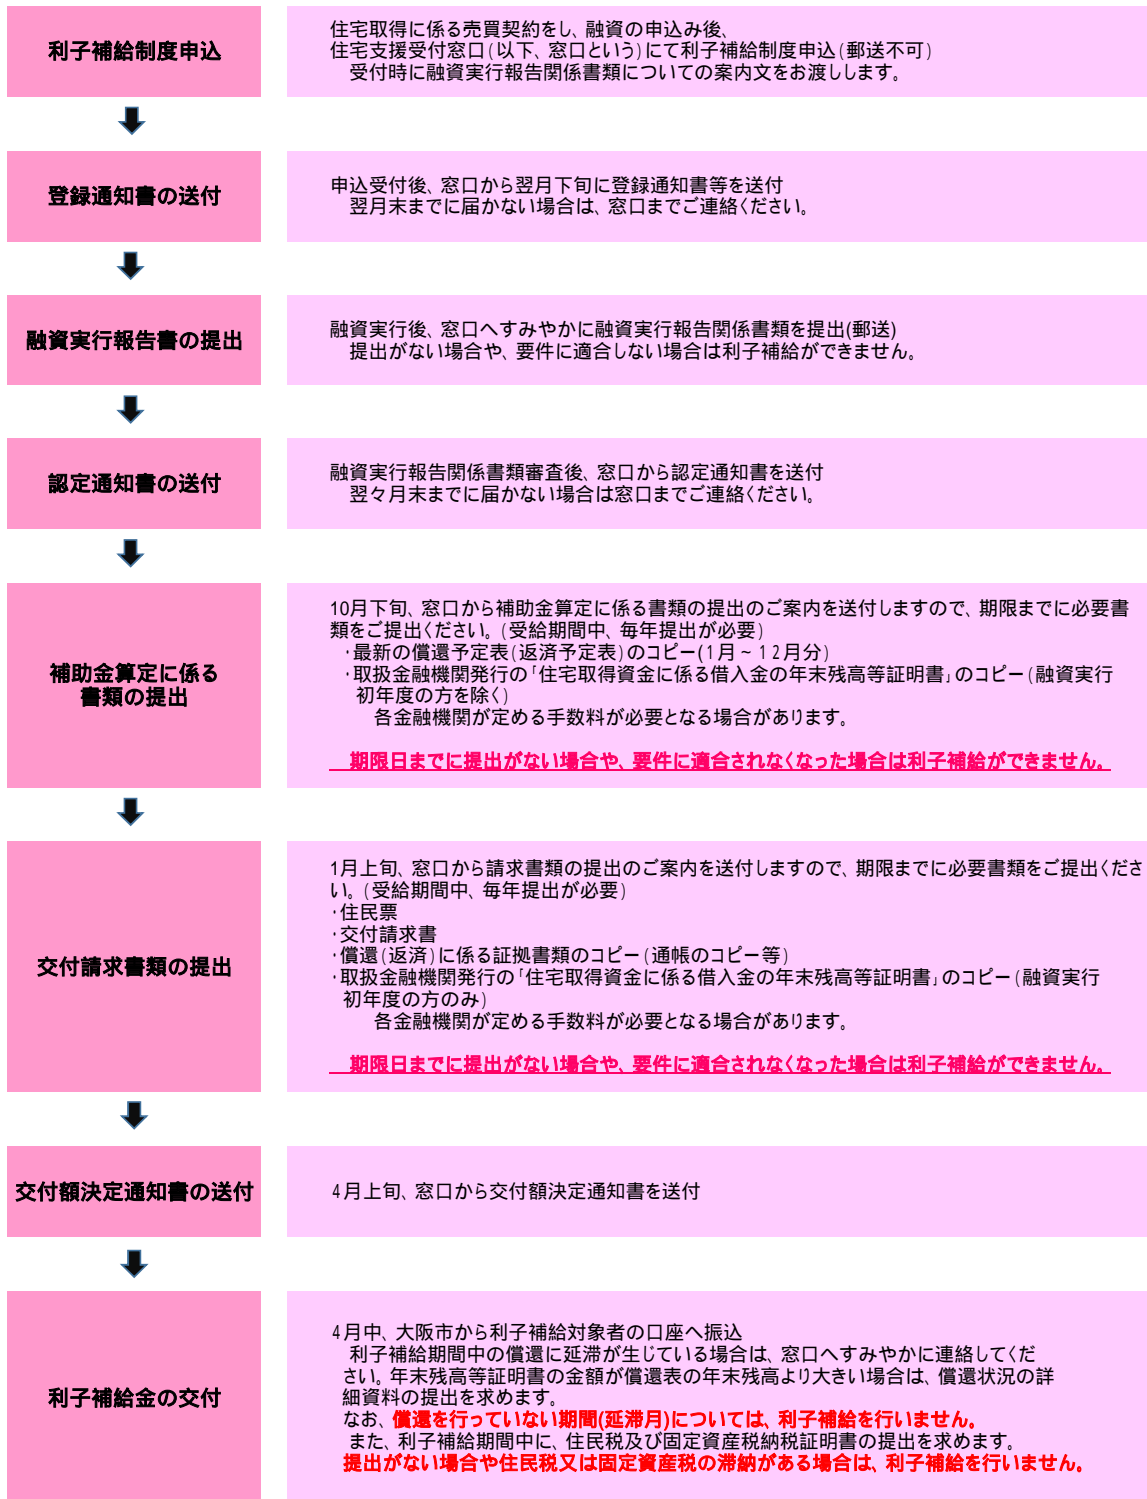 利子補給制度申込
住宅取得に係る売買契約をし、融資の申込み後、
住宅支援受付窓口(以下、窓口という)にて利子補給制度申込(郵送不可)
受付時に融資実行報告関係書類についての案内文をお渡しします。
登録通知書の送付
申込受付後、窓口から翌月下旬に登録通知書等を送付
翌月末までに届かない場合は、窓口までご連絡ください。
融資実行報告書の提出
融資実行後、窓口へすみやかに融資実行報告関係書類を提出(郵送)
提出がない場合や、要件に適合しない場合は利子補給ができません。
認定通知書の送付
融資実行報告関係書類審査後、窓口から認定通知書を送付
翌々月末までに届かない場合は窓口までご連絡ください。
補助金算定に係る
書類の提出
10月下旬、窓口から補助金算定に係る書類の提出のご案内を送付しますので、期限までに必要書
類をご提出ください。(受給期間中、毎年提出が必要)
・最新の償還予定表(返済予定表)のコピー(1月~12月分)
・取扱金融機関発行の「住宅取得資金に係る借入金の年末残高等証明書」のコピー(融資実行
初年度の方を除く)
各金融機関が定める手数料が必要となる場合があります。
期限日までに提出がない場合や、要件に適合されなくなった場合は利子補給ができません。
交付請求書類の提出
1月上旬、窓口から請求書類の提出のご案内を送付しますので、期限までに必要書類をご提出くださ
い。(受給期間中、毎年提出が必要)
・住民票
・交付請求書
・償還(返済)に係る証拠書類のコピー(通帳のコピー等)
・取扱金融機関発行の「住宅取得資金に係る借入金の年末残高等証明書」のコピー(融資実行
初年度の方のみ)
各金融機関が定める手数料が必要となる場合があります。
期限日までに提出がない場合や、要件に適合されなくなった場合は利子補給ができません。
交付額決定通知書の送付
4月上旬、窓口から交付額決定通知書を送付
利子補給金の交付
4月中、大阪市から利子補給対象者の口座へ振込
利子補給期間中の償還に延滞が生じている場合は、窓口へすみやかに連絡してくだ
さい。年末残高等証明書の金額が償還表の年末残高より大きい場合は、償還状況の詳
細資料の提出を求めます。
なお、償還を行っていない期間(延滞月)については、利子補給を行いません。
また、利子補給期間中に、住民税及び固定資産税納税証明書の提出を求めます。
提出がない場合や住民税又は固定資産税の滞納がある場合は、利子補給を行いません。